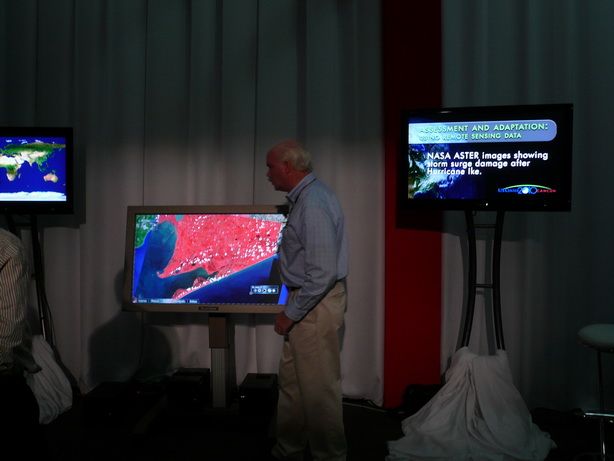 ASSESSMENT AND ADAPTATION:
USING REMOTE SENSING DATA
NASA ASTER images showing
storm surge damage after
Hurricane Ike.